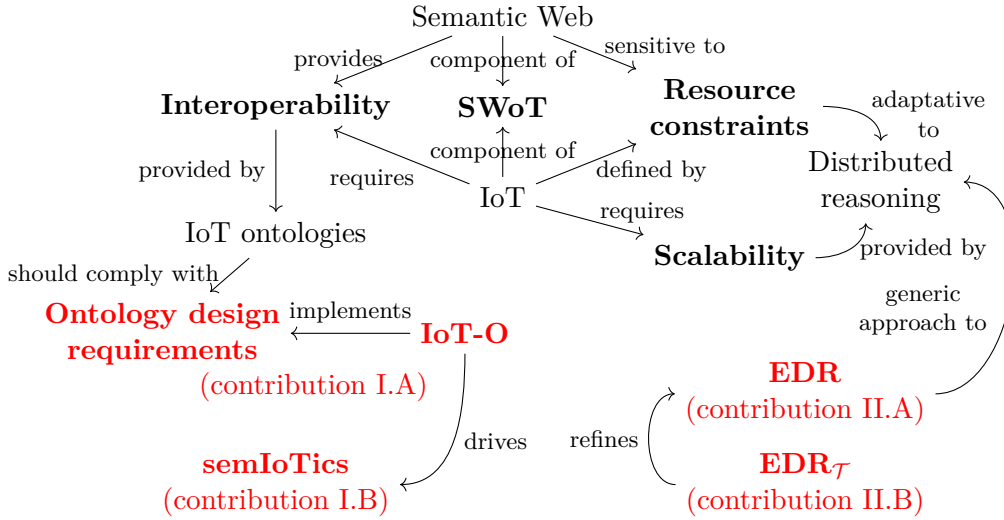 Semantic Web
provides
component of
sensitive to
Interoperability
SWoT
Resource
constraints
adaptative
to
provided by
requires
component of
defined by
Distributed
reasoning
IoT
requires
IoT ontologies
Scalability
provided by
should comply with
generic
approach to
Ontology design
requirements
(contribution I.A)
implements
IoT-O
EDR
(contribution II.A)
drives
refines
semIoTics
(contribution I.B)
EDR𝒯
(contribution II.B)